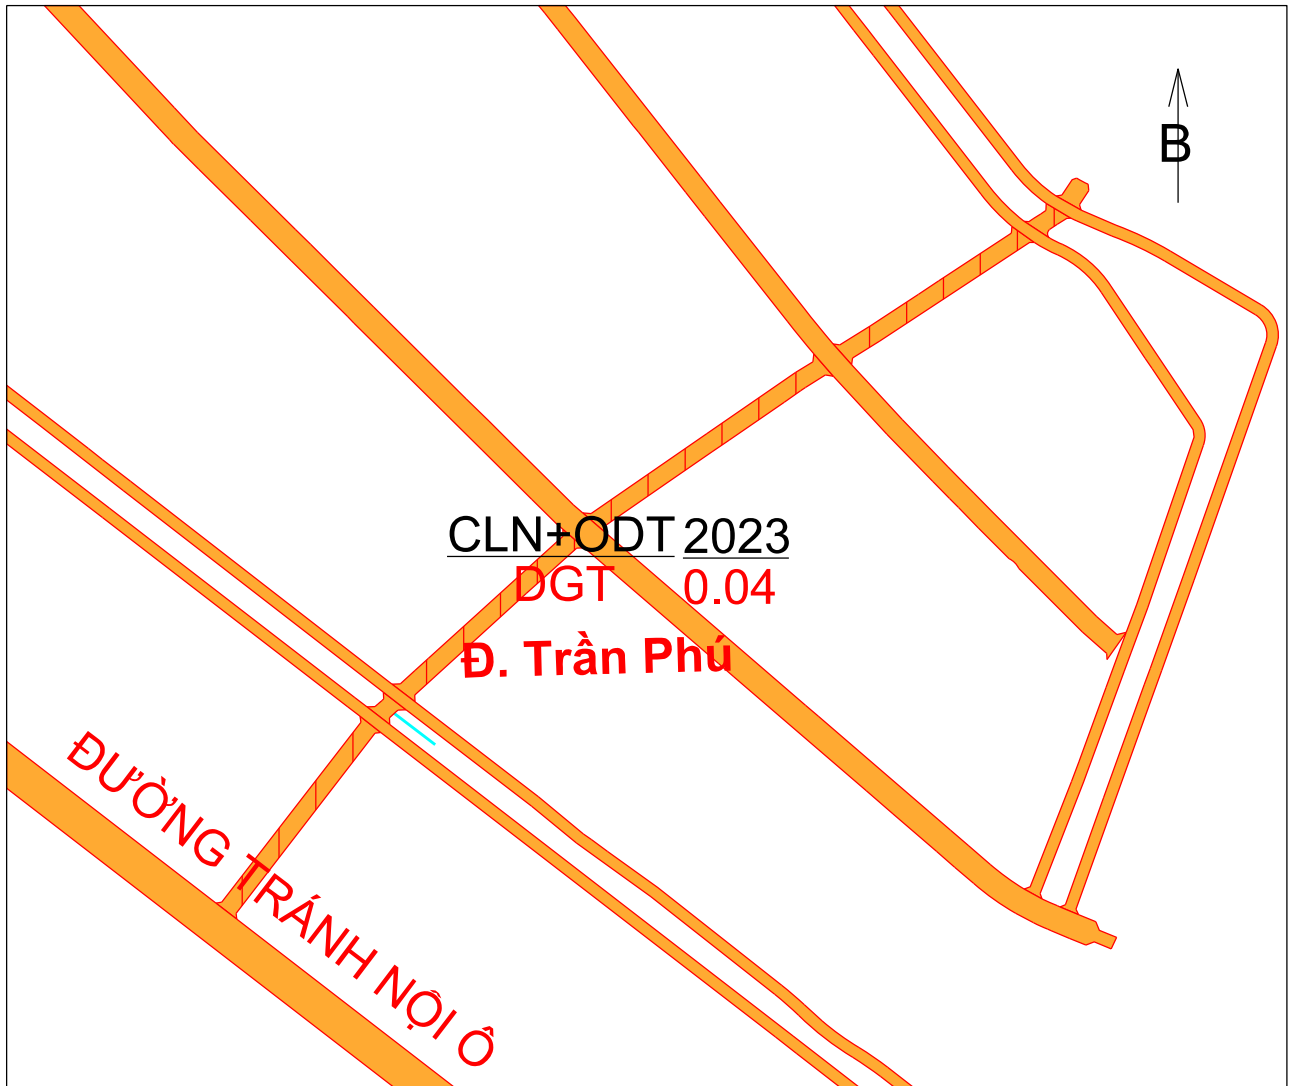 B
CLN+ODT 2023
DGT 0.04
Đ. Trần Phú
ĐƯỜNG TRÁNH NỘI Ô